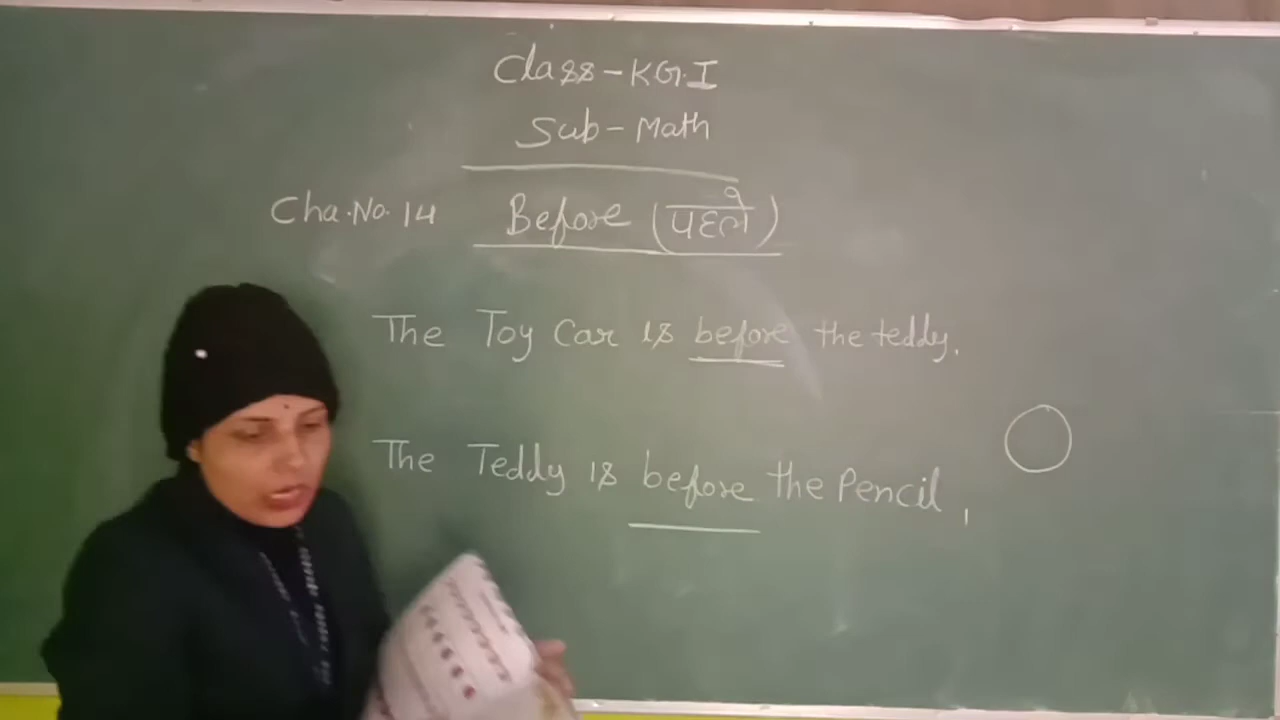 Class-KG.I
Sub-Math
Cha.No.14 Before (पहले)
The Toy Car is before the teddy.
The Teddy is before the Pencil,